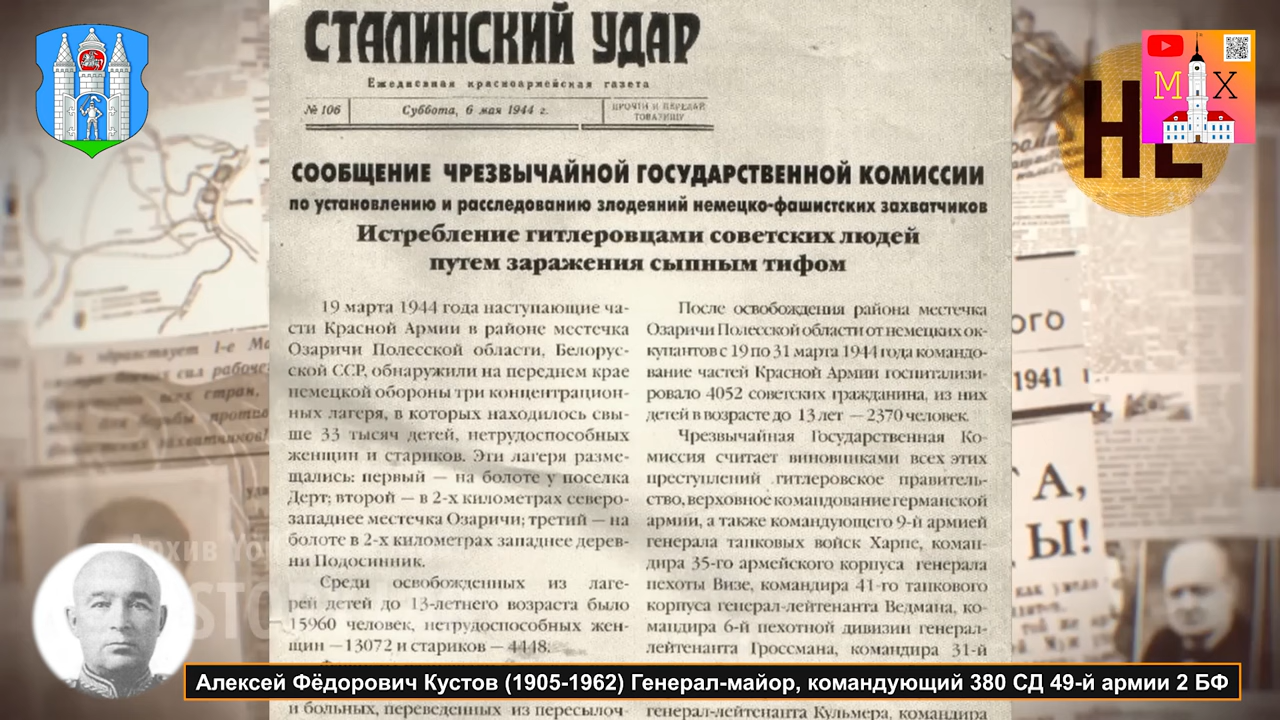 СТАЛИНСКИЙ УДАР
Ежедневная красноармейская газета
№ 106
Суббота, 6 мая 1944 г.
ПРОЧТИ И ПЕРЕДАЙ
ТОВАРИЩУ
СООБЩЕНИЕ ЧРЕЗВЫЧАЙНОЙ ГОСУДАРСТВЕННОЙ КОМИССИИ
по установлению и расследованию злодеяний немецко-фашистских захватчиков
Истребление гитлеровцами советских людей
путем заражения сыпным тифом
19 марта 1944 года наступающие ча-
сти Красной Армии в районе местечка
Озаричи Полесской области, Белорус-
ской ССР, обнаружили на переднем крае
немецкой обороны три концентрацион-
ных лагеря, в которых находилось свы-
ше 33 тысяч детей, нетрудоспособных
женщин и стариков. Эти лагеря разме-
щались: первый — на болоте у поселка
Дерт; второй — в 2-х километрах северо-
западнее местечка Озаричи; третий — на
болоте в 2-х километрах западнее дерев-
ни Подосинник.
Среди освобожденных из лаге-
рей детей до 13-летнего возраста было
15960 человек, нетрудоспособных жен-
щин —13072 и стариков — 4448.
и больных, переведенных из пересылоч-
После освобождения района местечка
Озаричи Полесской области от немецких ок-
купантов с 19 по 31 марта 1944 года командо-
вание частей Красной Армии госпитализи-
ровало 4052 советских гражданина, из них
детей в возрасте до 13 лет — 2370 человек.
Чрезвычайная Государственная Ко-
миссия считает виновниками всех этих
преступлений гитлеровское правитель-
ство, верховное командование германской
армии, а также командующего 9-й армией
генерала танковых войск Харпе, коман-
дира 35-го армейского корпуса генерала
пехоты Визе, командира 41-го танкового
корпуса генерал-лейтенанта Ведмана, ко-
мандира 6-й пехотной дивизии генерал-
лейтенанта Гроссмана, командира 31-й
генерал-лейтенанта Кульмера, командира
НЕ
М Х
ОГО
1941 г.
А,
Ы!
Да здравствует 1-е Ма
Архив
Алексей Фёдорович Кустов (1905-1962) Генерал-майор, командующий 380 СД 49-й армии 2 БФ